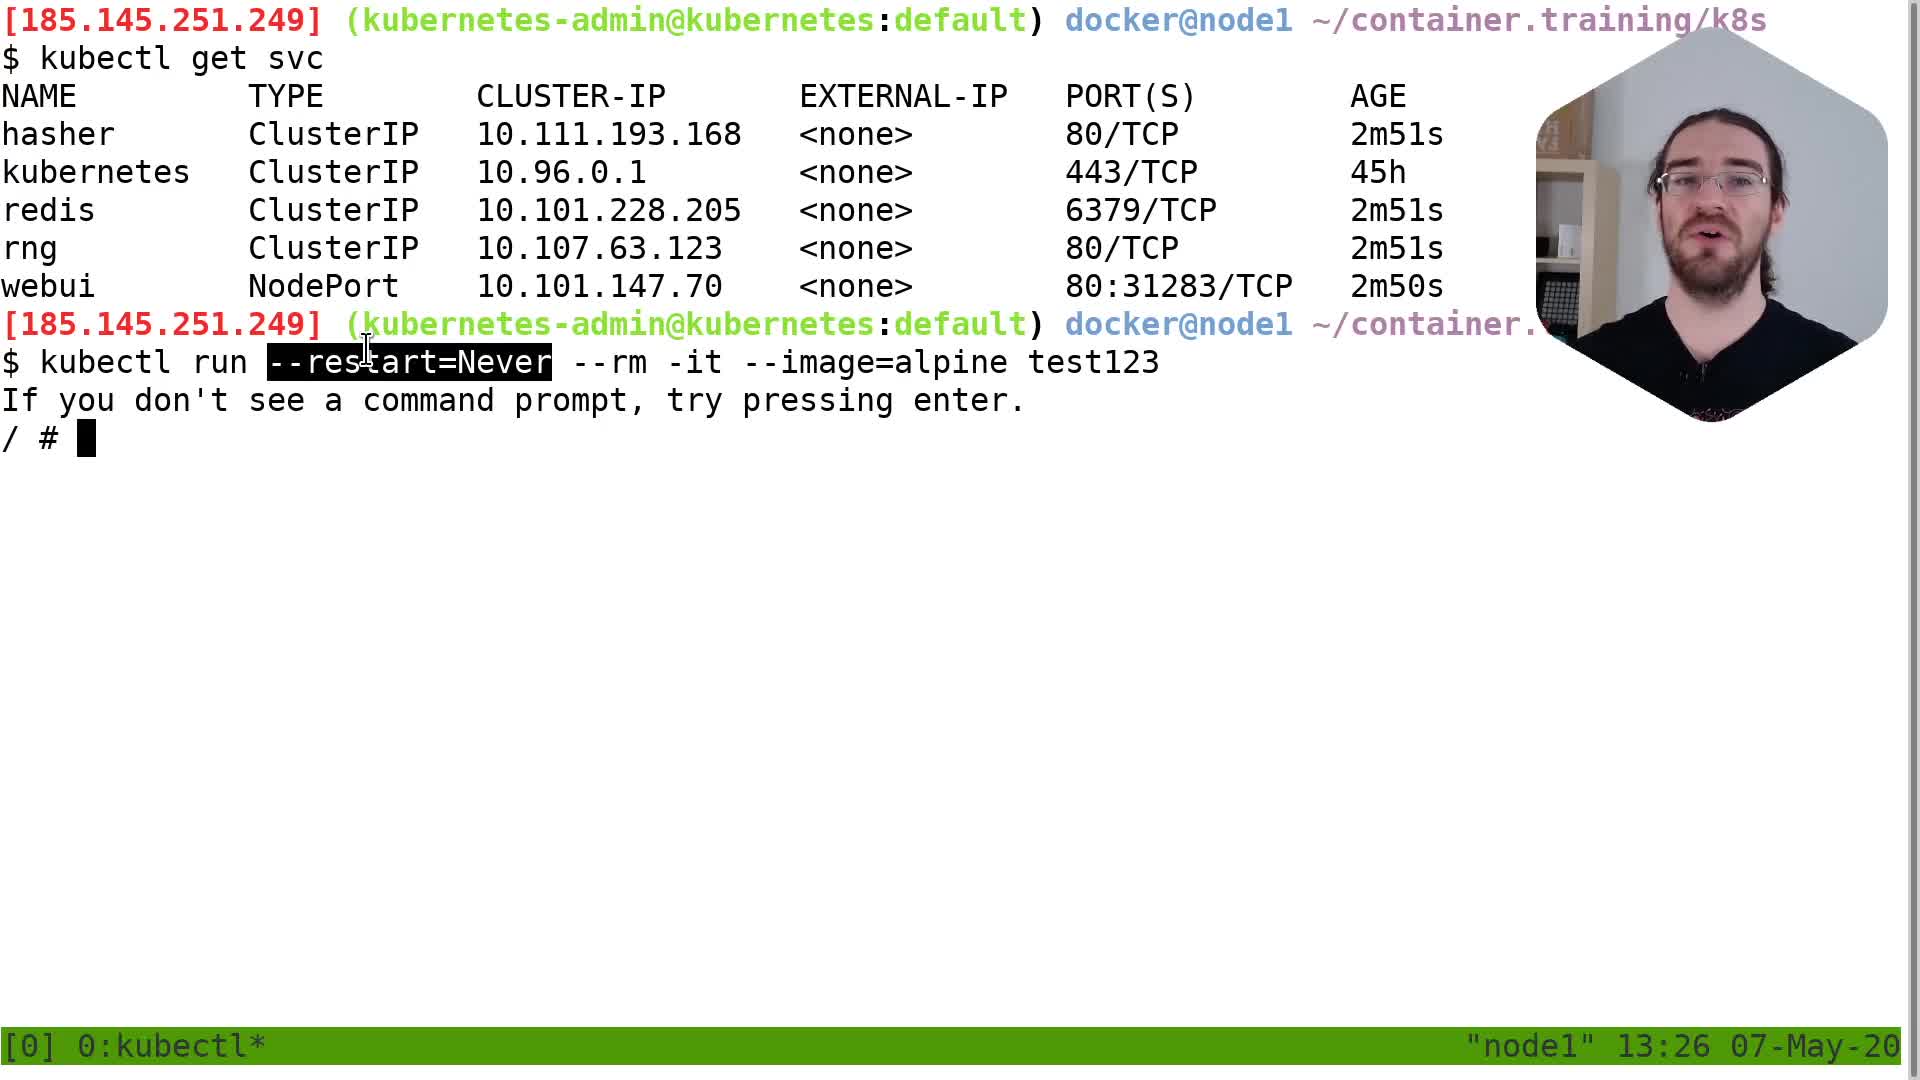 [185.145.251.249] (kubernetes-admin@kubernetes:default) docker@node1 ~/container.training/k8s
$ kubectl get svc
NAME TYPE CLUSTER-IP EXTERNAL-IP PORT(S) AGE
hasher ClusterIP 10.111.193.168 <none> 80/TCP 2m51s
kubernetes ClusterIP 10.96.0.1 <none> 443/TCP 45h
redis ClusterIP 10.101.228.205 <none> 6379/TCP 2m51s
rng ClusterIP 10.107.63.123 <none> 80/TCP 2m51s
webui NodePort 10.101.147.70 <none> 80:31283/TCP 2m50s
[185.145.251.249] (kubernetes-admin@kubernetes:default) docker@node1 ~/container.
$ kubectl run --restart=Never --rm -it --image=alpine test123
If you don't see a command prompt, try pressing enter.
/ #
[0] 0:kubectl* "node1" 13:26 07-May-20